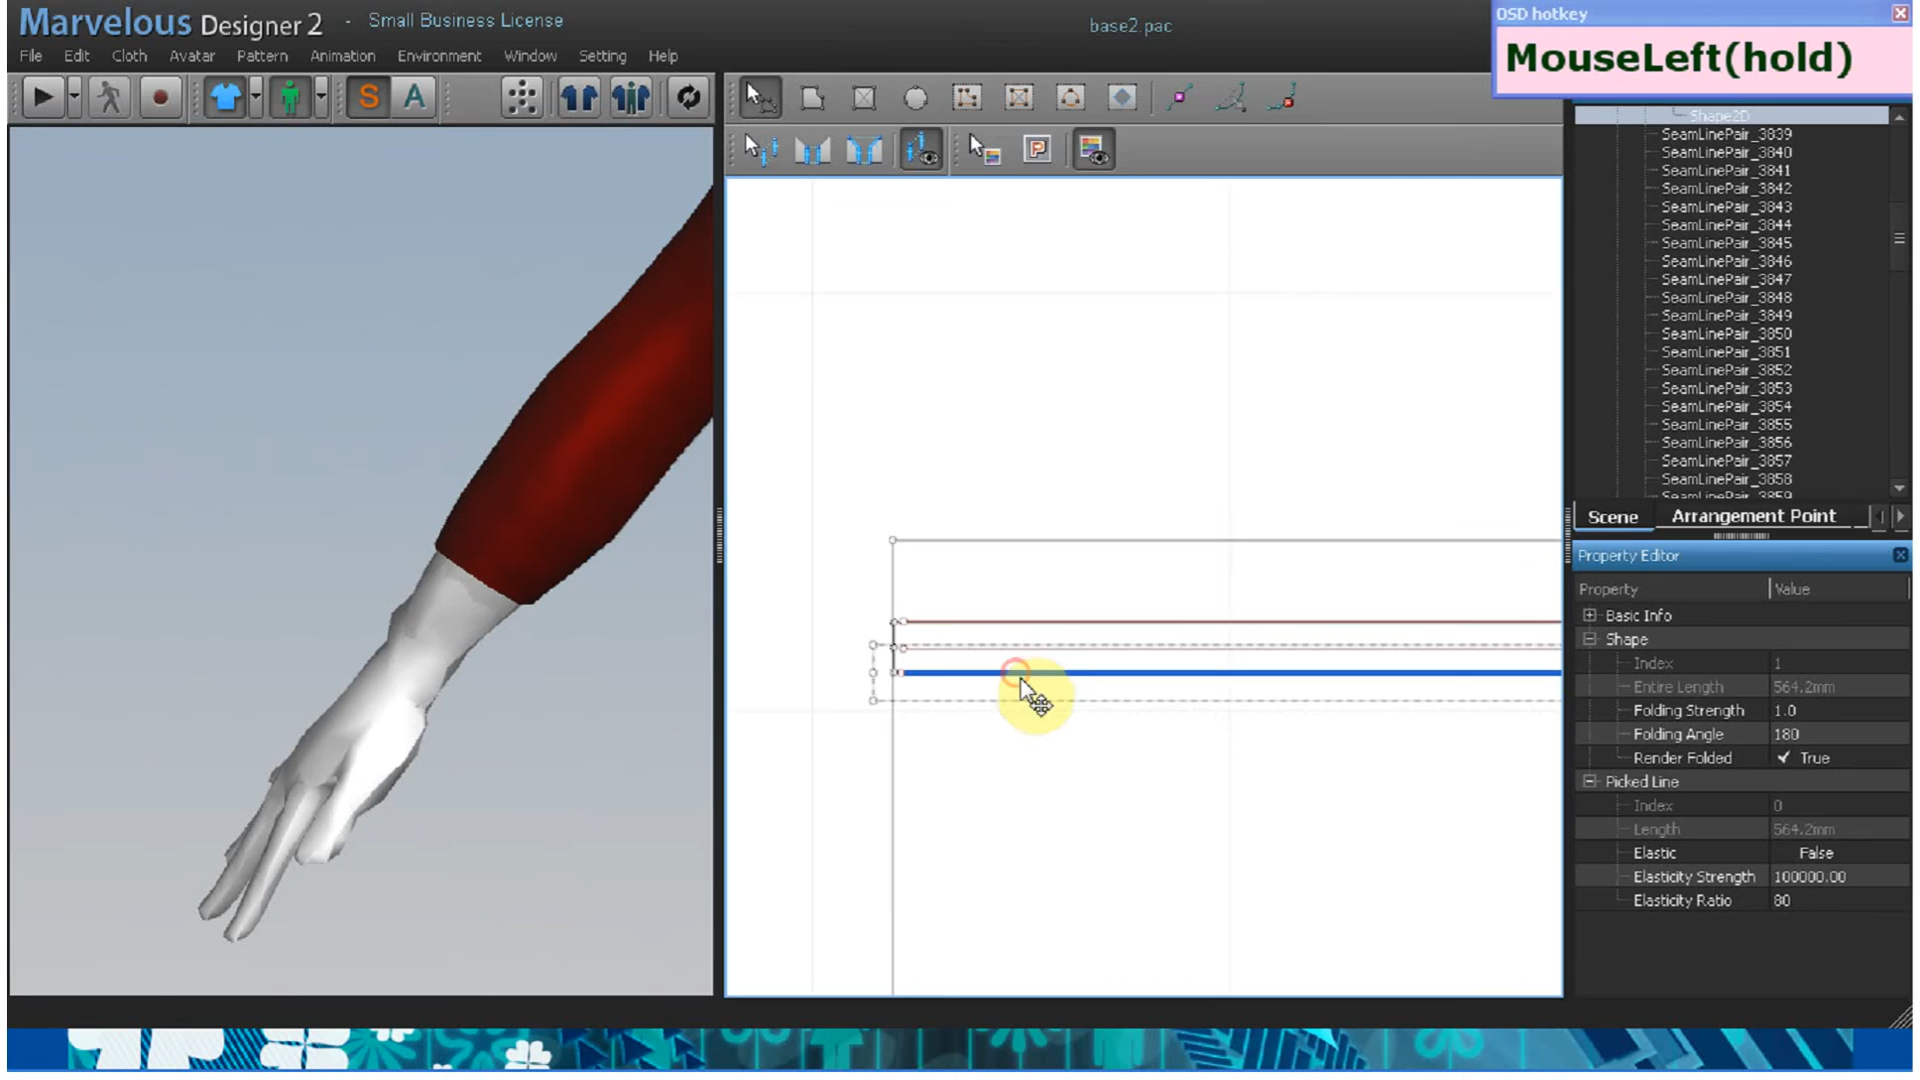 Marvelous Designer 2 - Small Business License
base2.pac
OSD hotkey
MouseLeft(hold)
File Edit Cloth Avatar Pattern Animation Environment Window Setting Help
S A
P
Shape2D
SeamLinePair_3839
SeamLinePair_3840
SeamLinePair_3841
SeamLinePair_3842
SeamLinePair_3843
SeamLinePair_3844
SeamLinePair_3845
SeamLinePair_3846
SeamLinePair_3847
SeamLinePair_3848
SeamLinePair_3849
SeamLinePair_3850
SeamLinePair_3851
SeamLinePair_3852
SeamLinePair_3853
SeamLinePair_3854
SeamLinePair_3855
SeamLinePair_3856
SeamLinePair_3857
SeamLinePair_3858
SeamLinePair_3859
Scene Arrangement Point
Property Editor
Property Value
Basic Info
Shape
Index 1
Entire Length 564.2mm
Folding Strength 1.0
Folding Angle 180
Render Folded True
Picked Line
Index 0
Length 564.2mm
Elastic False
Elasticity Strength 100000.00
Elasticity Ratio 80